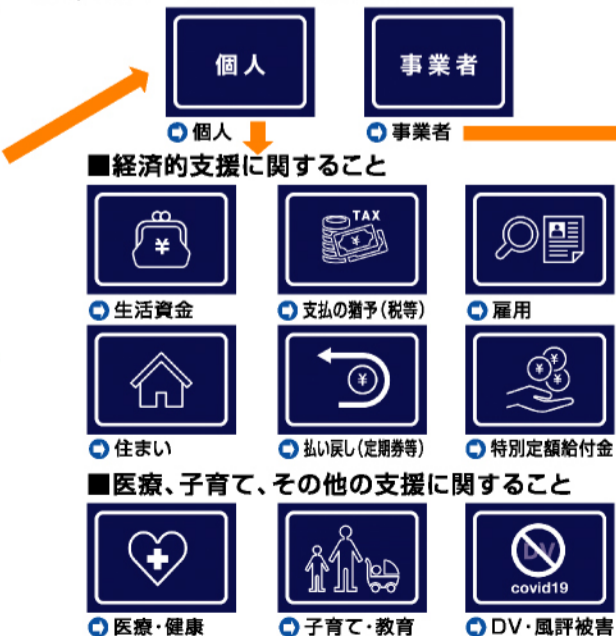 個人 事業者
個人 事業者
■経済的支援に関すること
¥ TAX ¥
生活資金 支払の猶予(税等) 雇用
¥ ¥ ¥ ¥
住まい 払い戻し(定期券等) 特別定額給付金
■医療、子育て、その他の支援に関すること
DV
covid19
医療・健康 子育て・教育 DV・風評被害